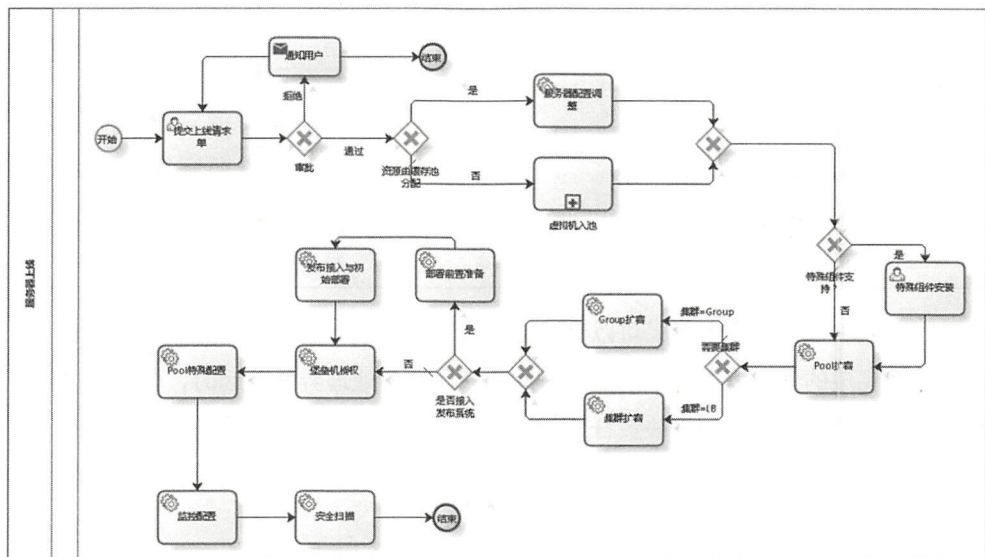 服务器上线
通知用户
结束
拒绝
开始
提交上线请求
单
审批
通过
资源由缓存池
分配
是
服务器配置调
整
否
虚拟机入池
特殊组件支
持
是
特殊组件安装
否
Pool扩容
需要集群
集群=Group
Group扩容
集群=LB
集群扩容
是否接入
发布系统
是
部署前置准备
发布接入与初
始部署
否
堡垒机授权
Pool特殊配置
监控配置
安全扫描
结束